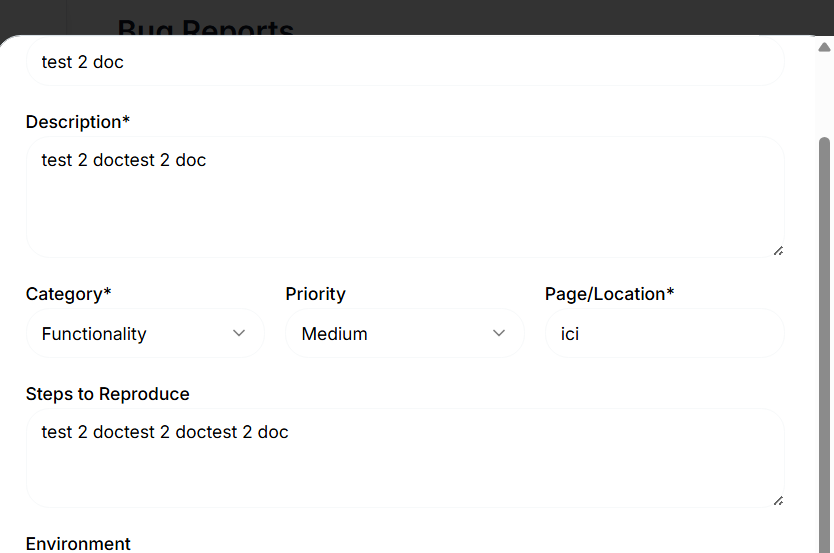 Bug Reports
test 2 doc
Description*
test 2 doctest 2 doc
Category*
Priority
Page/Location*
Functionality
Medium
ici
Steps to Reproduce
test 2 doctest 2 doctest 2 doc
Environment